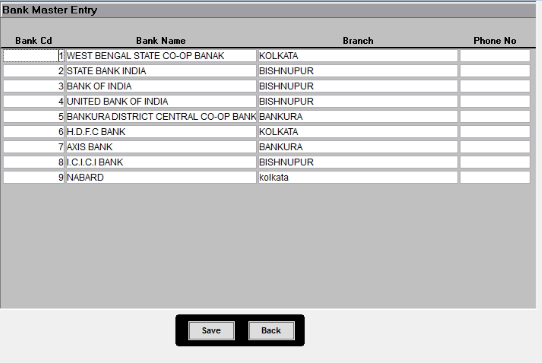 Bank Master Entry
Bank Cd Bank Name Branch Phone No
1 WEST BENGAL STATE CO-OP BANAK KOLKATA
2 STATE BANK INDIA BISHNUPUR
3 BANK OF INDIA BISHNUPUR
4 UNITED BANK OF INDIA BISHNUPUR
5 BANKURA DISTRICT CENTRAL CO-OP BANK BANKURA
6 H.D.F.C BANK KOLKATA
7 AXIS BANK BANKURA
8 I.C.I.C.I BANK BISHNUPUR
9 NABARD kolkata
Save Back